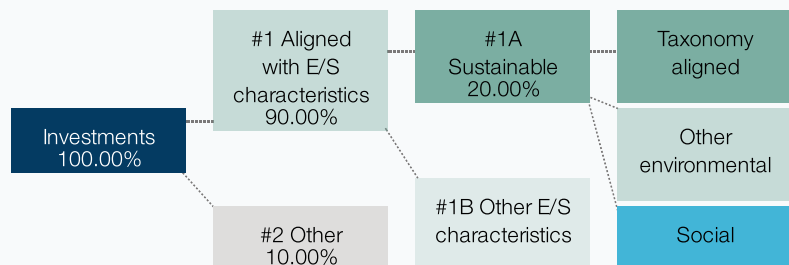 Investments
100.00%
#1 Aligned
with E/S
characteristics
90.00%
#2 Other
10.00%
#1A
Sustainable
20.00%
#1B Other E/S
characteristics
Taxonomy
aligned
Other
environmental
Social